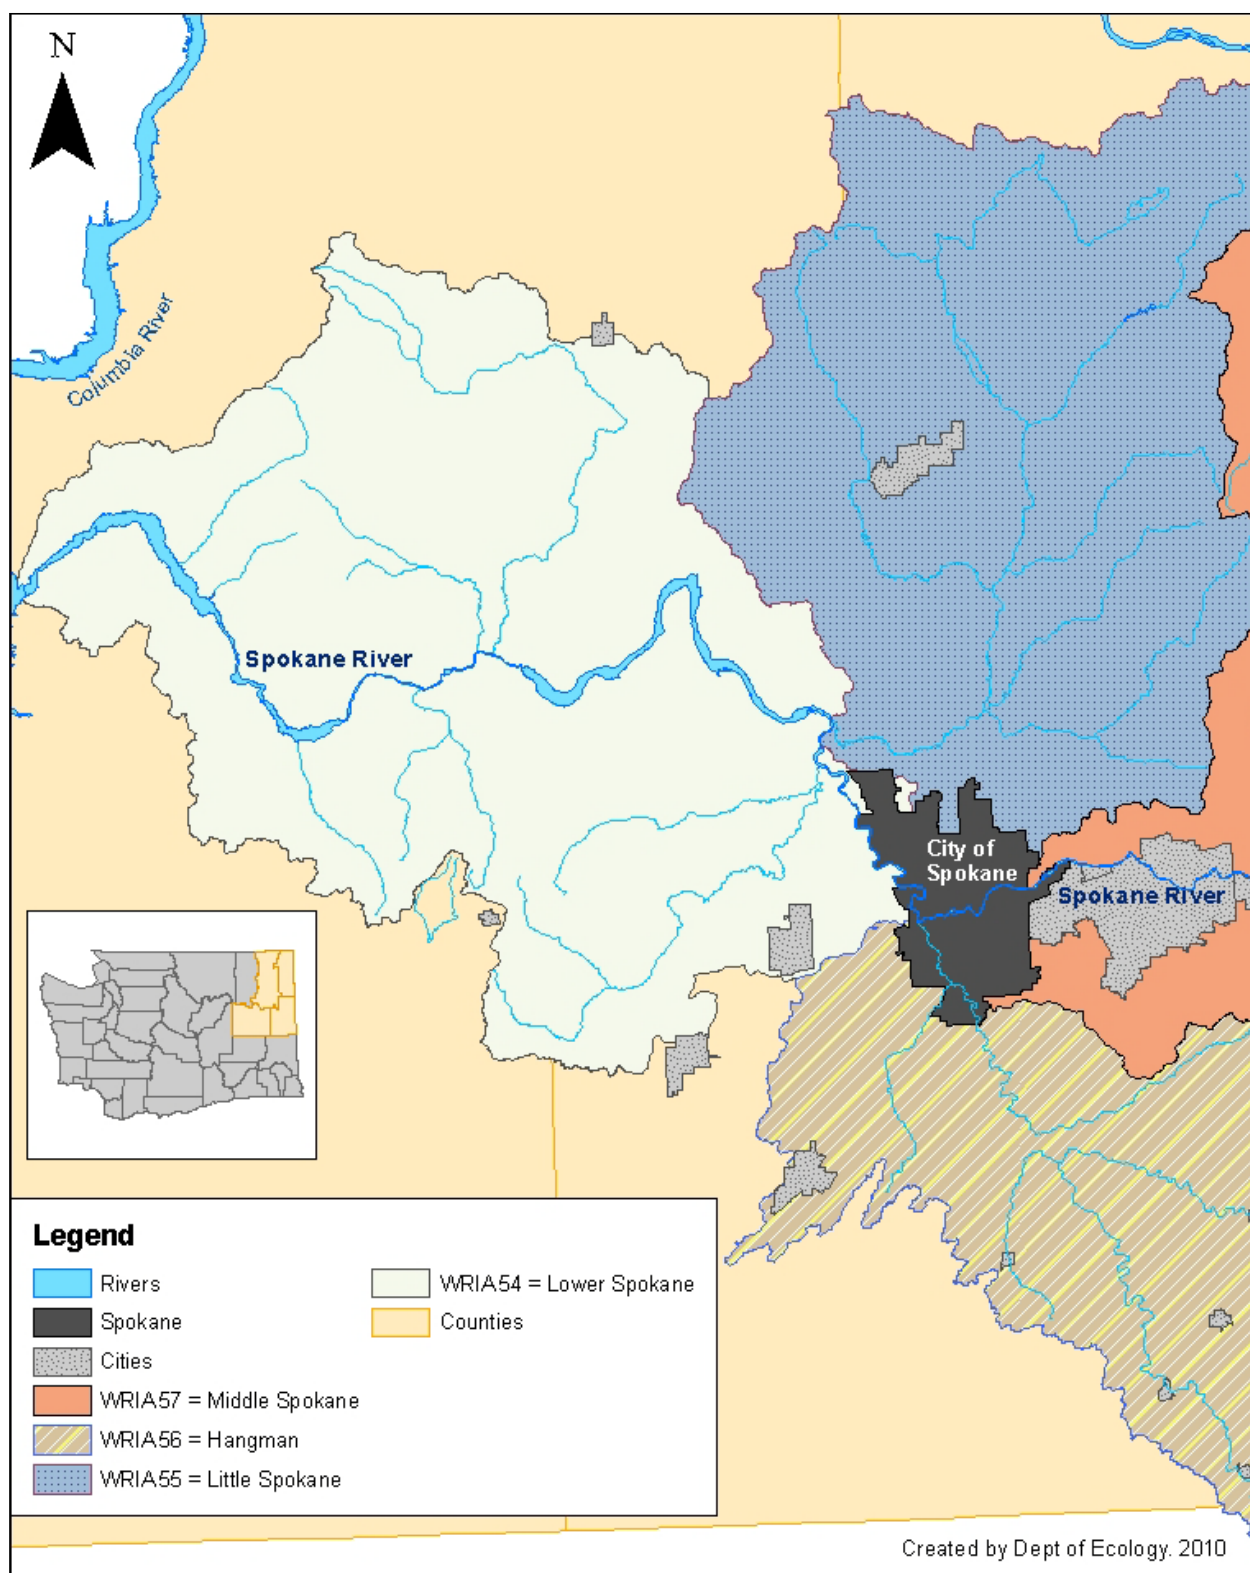 N
Columbia River
Spokane River
City of
Spokane
Spokane River
Legend
Rivers
Spokane
Cities
WRIA57 = Middle Spokane
WRIA56 = Hangman
WRIA55 = Little Spokane
WRIA54 = Lower Spokane
Counties
Created by Dept of Ecology. 2010